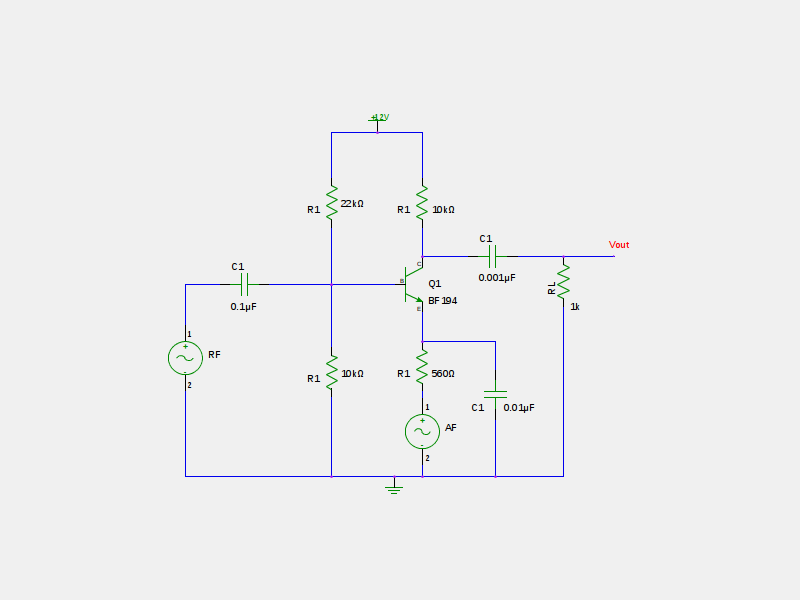 +12V
R1 22kΩ
R1 10kΩ
C1
0.001µF
Vout
C1
0.1µF
C
B
E
Q1
BF194
RL
1k
1
+
-
2
RF
R1 10kΩ
R1 560Ω
1
+
-
2
AF
C1 0.01µF